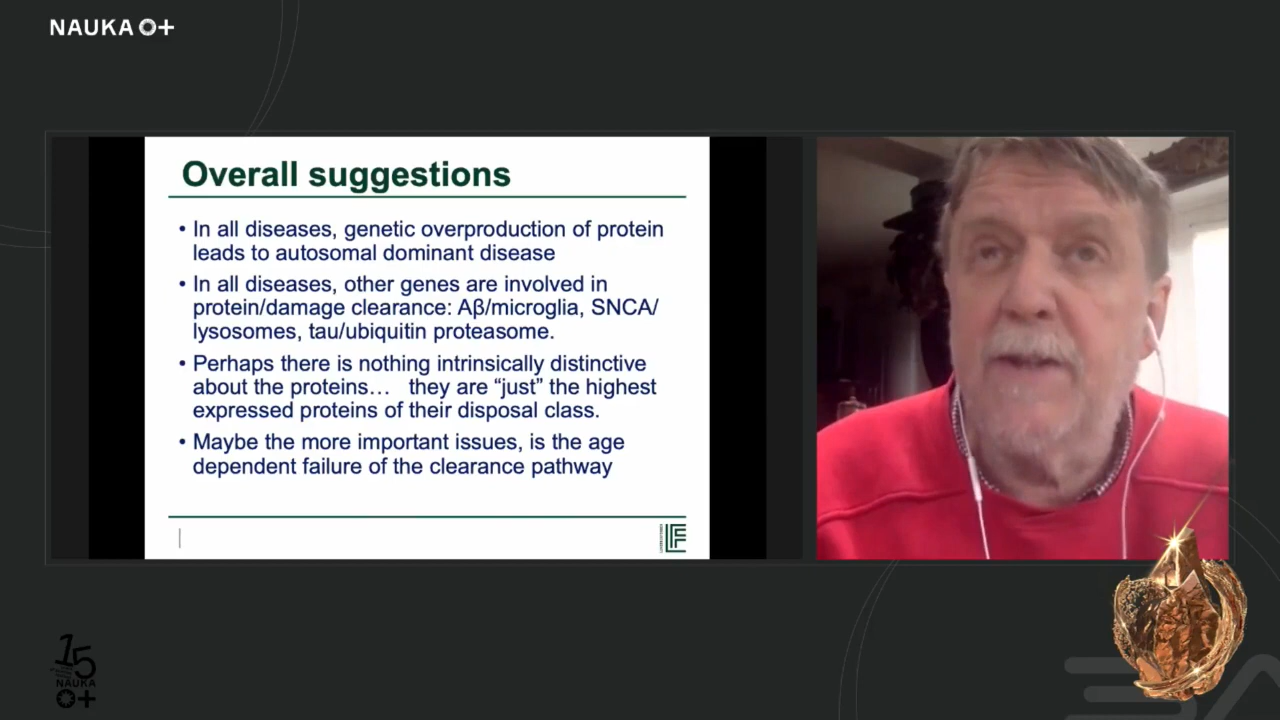 NAUKA 0+
Overall suggestions
• In all diseases, genetic overproduction of protein
leads to autosomal dominant disease
• In all diseases, other genes are involved in
protein/damage clearance: Aβ/microglia, SNCA/
lysosomes, tau/ubiquitin proteasome.
• Perhaps there is nothing intrinsically distinctive
about the proteins… they are “just” the highest
expressed proteins of their disposal class.
• Maybe the more important issues, is the age
dependent failure of the clearance pathway
15
NAUKA
0+